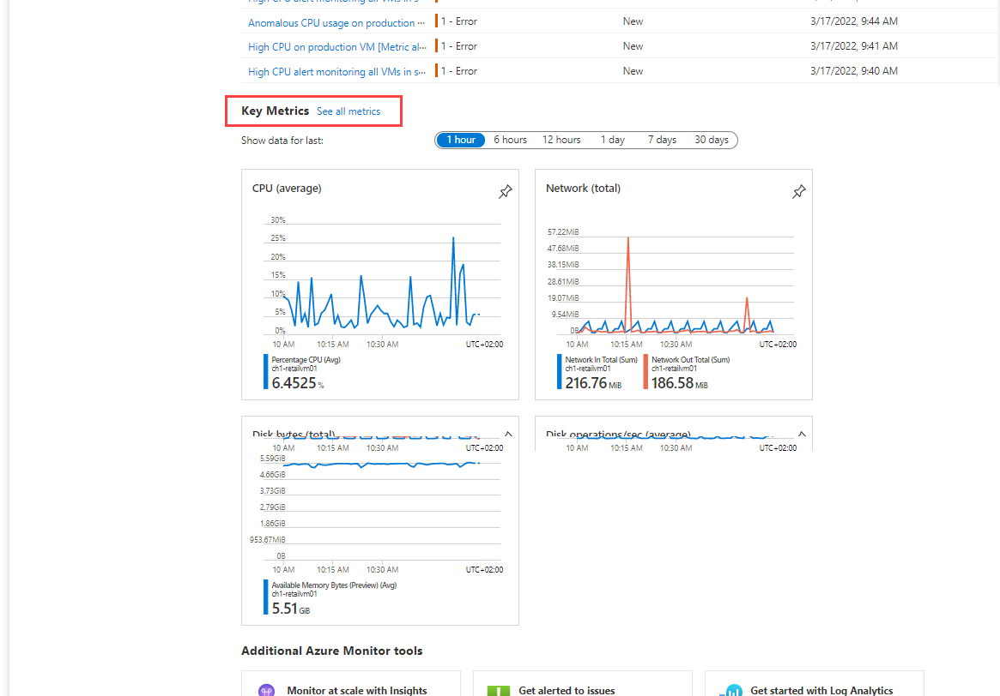 High CPU alert monitoring all VMs in s···
Anomalous CPU usage on production ··· 1 - Error New 3/17/2022, 9:44 AM
High CPU on production VM [Metric al··· 1 - Error New 3/17/2022, 9:41 AM
High CPU alert monitoring all VMs in s··· 1 - Error New 3/17/2022, 9:40 AM
Key Metrics See all metrics
Show data for last: 1 hour 6 hours 12 hours 1 day 7 days 30 days
CPU (average)
30%
25%
20%
15%
10%
5%
0%
10 AM 10:15 AM 10:30 AM UTC+02:00
Percentage CPU (Avg)
ch1-retailvm01
6.4525 %
Network (total)
57.22MiB
47.68MiB
38.15MiB
28.61MiB
19.07MiB
9.54MiB
0B
10 AM 10:15 AM 10:30 AM UTC+02:00
Network In Total (Sum) Network Out Total (Sum)
ch1-retailvm01 ch1-retailvm01
216.76 MiB 186.58 MiB
Disk bytes (total)
10 AM 10:15 AM 10:30 AM UTC+02:00
5.59GiB
4.66GiB
3.73GiB
2.79GiB
1.86GiB
953.67MiB
0B
10 AM 10:15 AM 10:30 AM UTC+02:00
Available Memory Bytes (Preview) (Avg)
ch1-retailvm01
5.51 GiB
Disk operations/sec (average)
10 AM 10:15 AM 10:30 AM UTC+02:00
Additional Azure Monitor tools
Monitor at scale with Insights Get alerted to issues Get started with Log Analytics